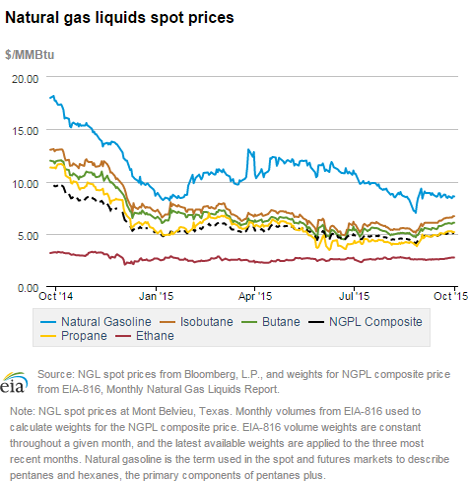 Natural gas liquids spot prices
$/MMBtu
20.00
15.00
10.00
5.00
0.00
Oct '14 Jan '15 Apr '15 Jul '15 Oct '15
Natural Gasoline Isobutane Butane NGPL Composite
Propane Ethane
eia
Source: NGL spot prices from Bloomberg, L.P., and weights for NGPL composite price
from EIA-816, Monthly Natural Gas Liquids Report.
Note: NGL spot prices at Mont Belvieu, Texas. Monthly volumes from EIA-816 used to
calculate weights for the NGPL composite price. EIA-816 volume weights are constant
throughout a given month, and the latest available weights are applied to the three most
recent months. Natural gasoline is the term used in the spot and futures markets to describe
pentanes and hexanes, the primary components of pentanes plus.